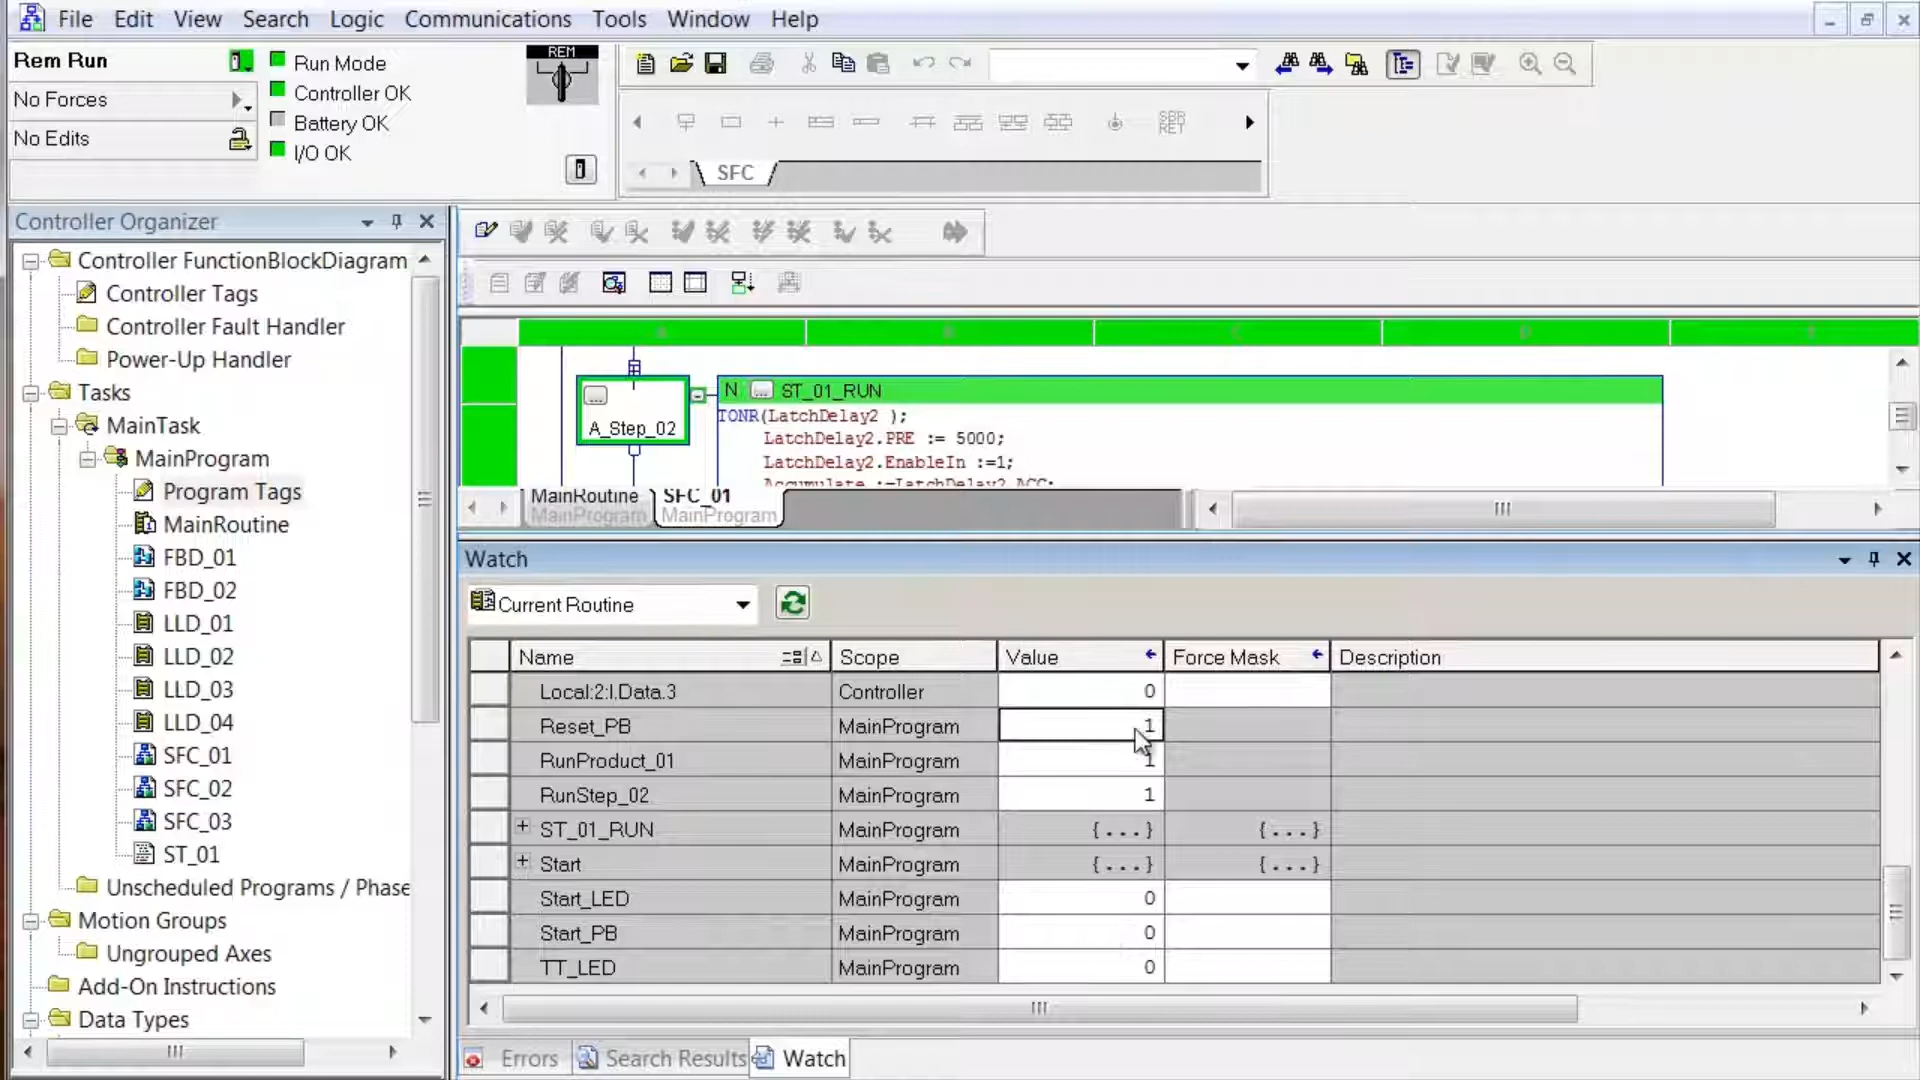 File Edit View Search Logic Communications Tools Window Help
Rem Run
Run Mode
No Forces
Controller OK
Battery OK
No Edits
I/O OK
REM
SBR
RET
SFC
Controller Organizer
Controller FunctionBlockDiagram
Controller Tags
Controller Fault Handler
Power-Up Handler
Tasks
MainTask
MainProgram
Program Tags
MainRoutine
FBD_01
FBD_02
LLD_01
LLD_02
LLD_03
LLD_04
SFC_01
SFC_02
SFC_03
ST_01
Unscheduled Programs / Phase
Motion Groups
Ungrouped Axes
Add-On Instructions
Data Types
A B C D
N ... ST_01_RUN
...
A_Step_02
TONR(LatchDelay2 );
LatchDelay2.PRE := 5000;
LatchDelay2.EnableIn :=1;
Accumulate :=LatchDelay2.ACC;
MainRoutine
MainProgram
SFC_01
MainProgram
Watch
Current Routine
Name Scope Value Force Mask Description
Local:2:I.Data.3 Controller 0
Reset_PB MainProgram 1
RunProduct_01 MainProgram 1
RunStep_02 MainProgram 1
+ ST_01_RUN MainProgram {...} {...}
+ Start MainProgram {...} {...}
Start_LED MainProgram 0
Start_PB MainProgram 0
TT_LED MainProgram 0
Errors Search Results Watch